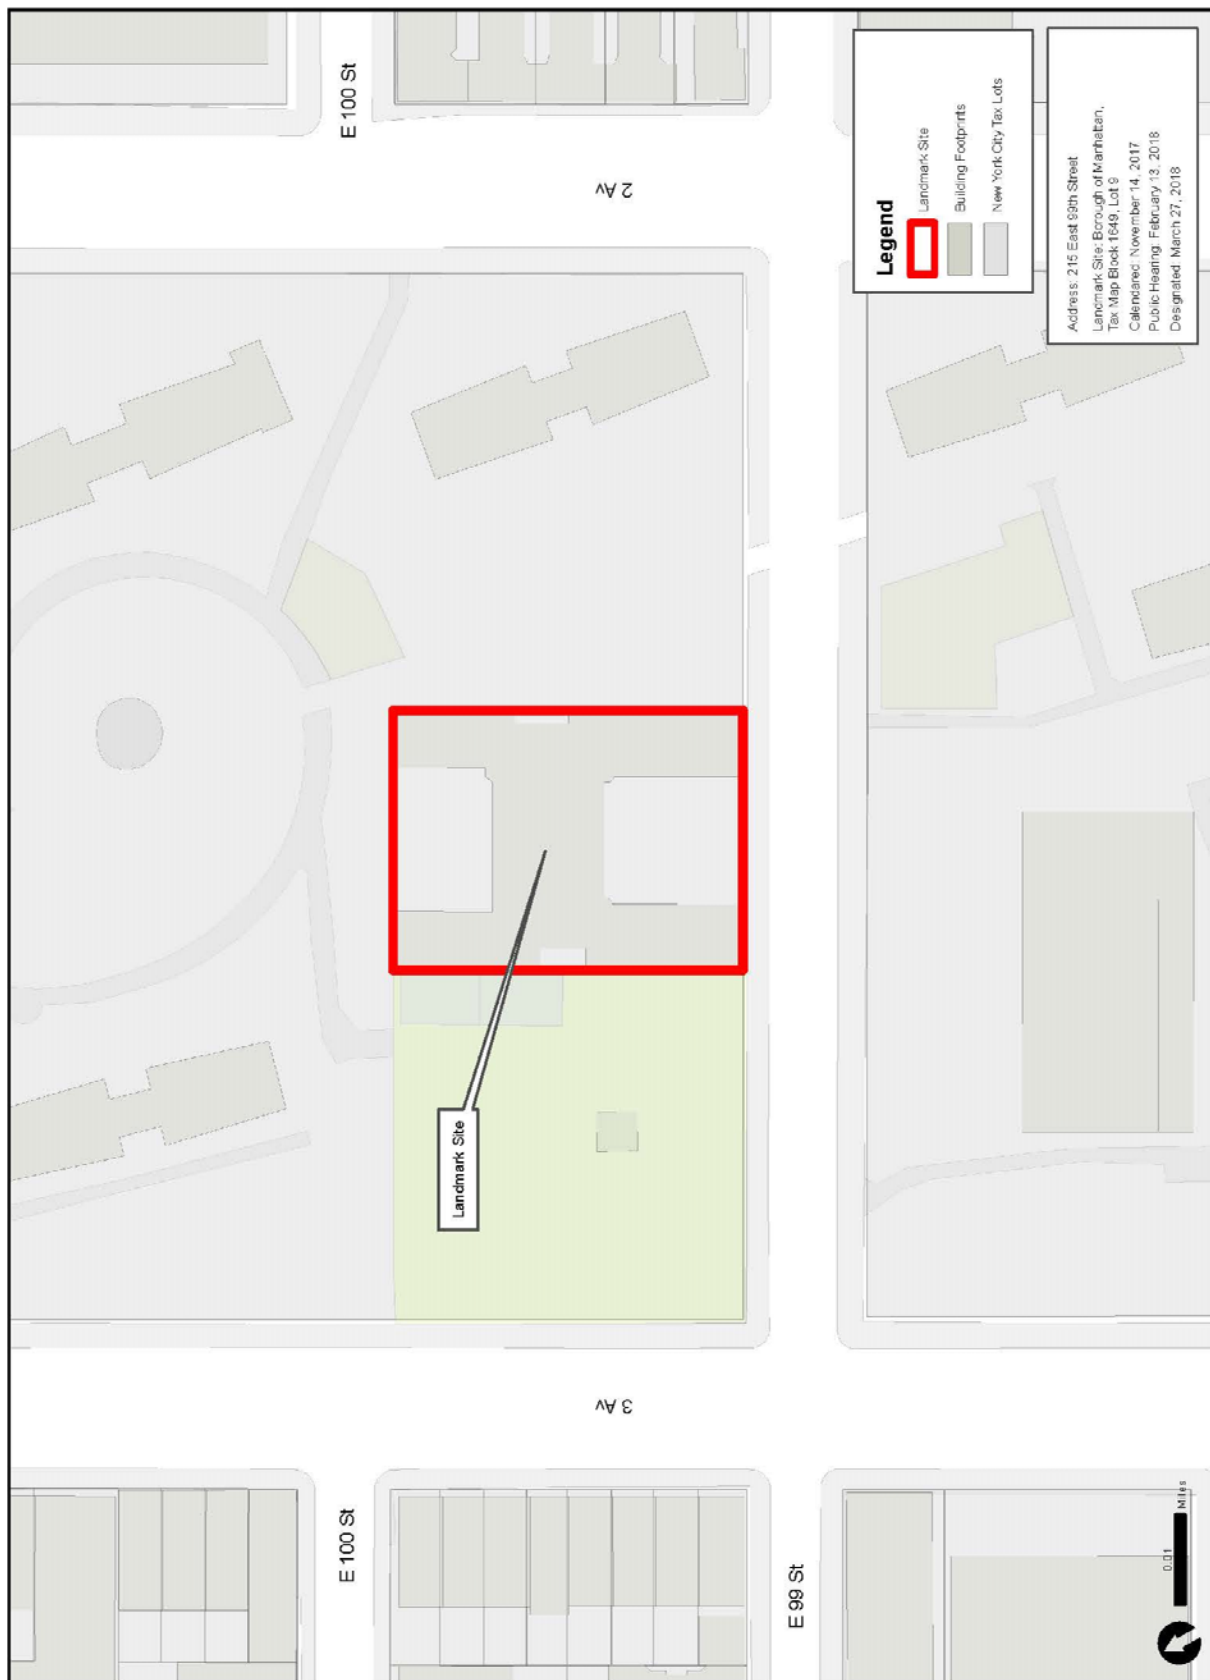 E 100 St
2 Av
Legend
Landmark Site
Building Footprints
New York City Tax Lots
Address: 215 East 99th Street
Landmark Site: Borough of Manhattan,
Tax Map Block 1649, Lot 9
Calendared: November 14, 2017
Public Hearing: February 13, 2018
Designated: March 27, 2018
Landmark Site
3 Av
E 100 St
E 99 St
0.01
Miles